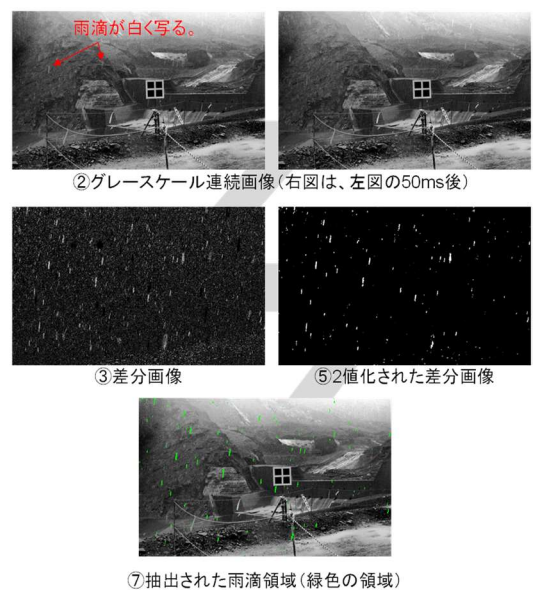 雨滴が白く写る。
②グレースケール連続画像(右図は、左図の50ms後)
③差分画像
⑤2値化された差分画像
⑦抽出された雨滴領域(緑色の領域)